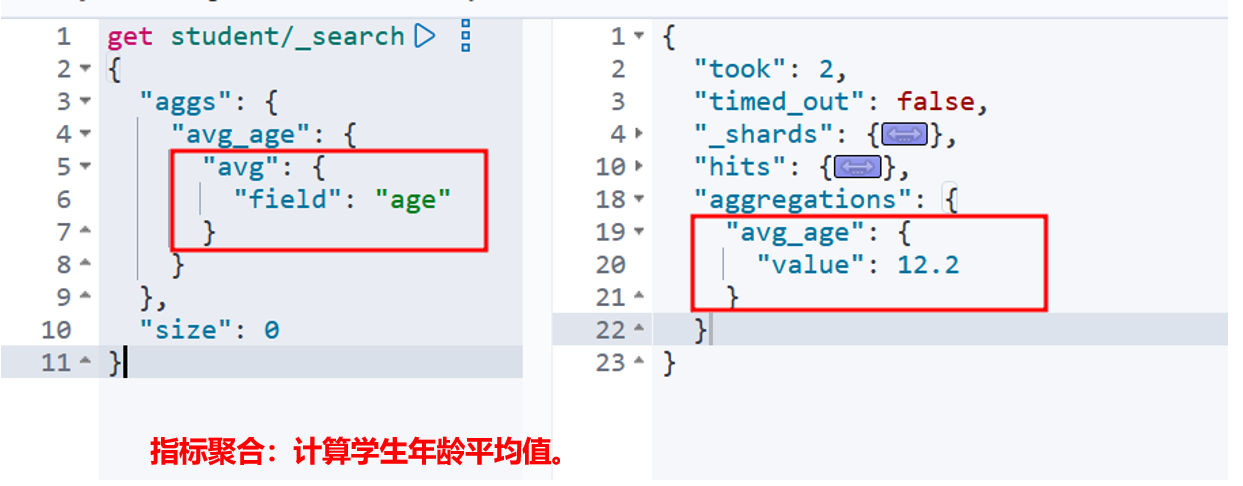 1 get student/_search
2 {
3 "aggs": {
4 "avg_age": {
5 "avg": {
6 "field": "age"
7 }
8 }
9 },
10 "size": 0
11 }
1 {
2 "took": 2,
3 "timed_out": false,
4 "_shards": {},
10 "hits": {},
18 "aggregations": {
19 "avg_age": {
20 "value": 12.2
21 }
22 }
23 }
指标聚合：计算学生年龄平均值。